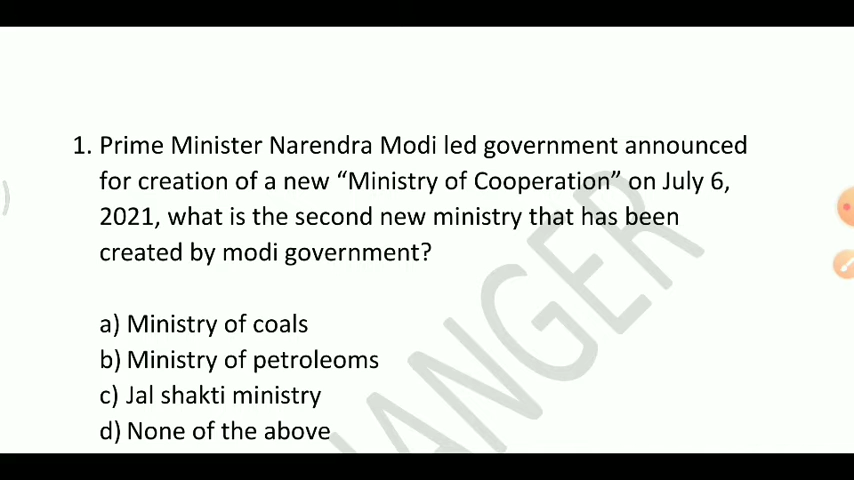 1. Prime Minister Narendra Modi led government announced
for creation of a new “Ministry of Cooperation” on July 6,
2021, what is the second new ministry that has been
created by modi government?
a) Ministry of coals
b) Ministry of petroleoms
c) Jal shakti ministry
d) None of the above
HANGER